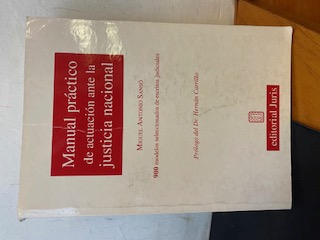 Manual práctico
de actuación ante la
justicia nacional
MIGUEL ANTONIO SANSÓ
900 modelos seleccionados de escritos judiciales
Prólogo del Dr. Hernán Carrillo
editorial Juris